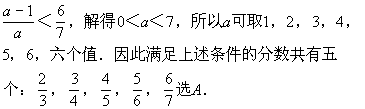 (a-1)/a＜6/7，解得0＜a＜7，所以a可取1，2，3，4，
5，6，六个值．因此满足上述条件的分数共有五
个：2/3，3/4，4/5，5/6，6/7选A．